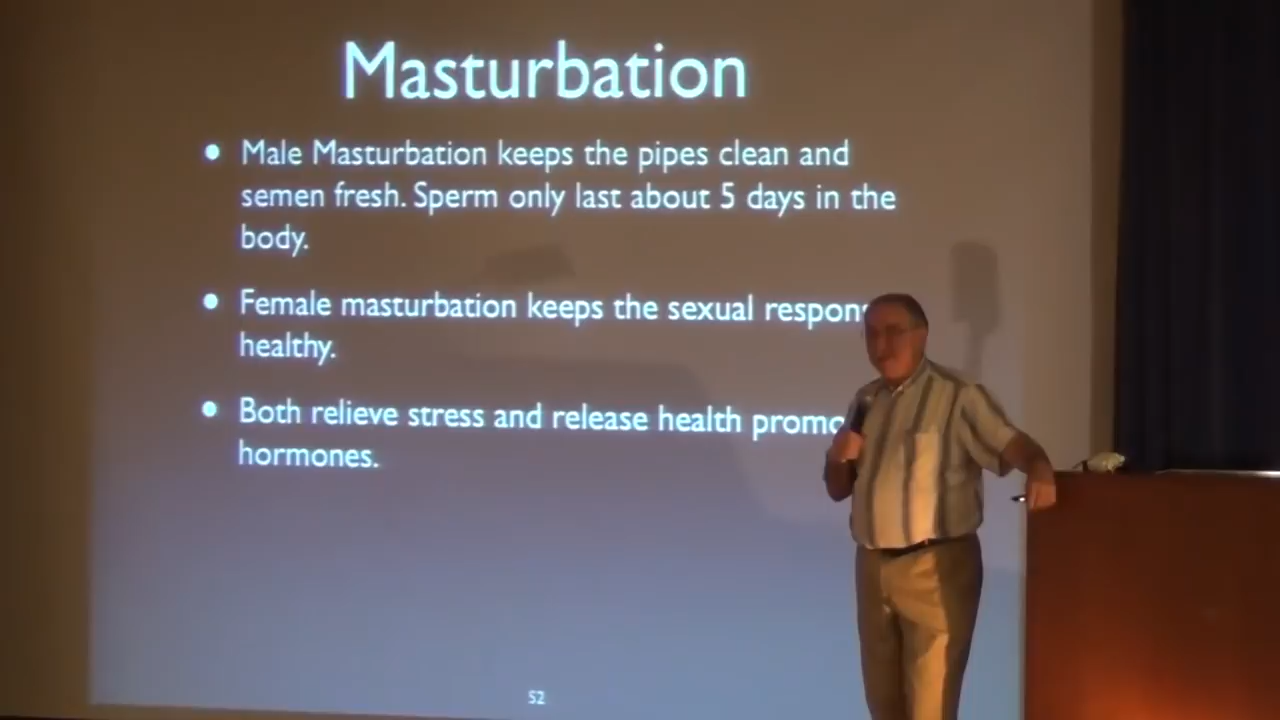 Masturbation
• Male Masturbation keeps the pipes clean and
semen fresh. Sperm only last about 5 days in the
body.
• Female masturbation keeps the sexual respon
healthy.
• Both relieve stress and release health promo
hormones.
52